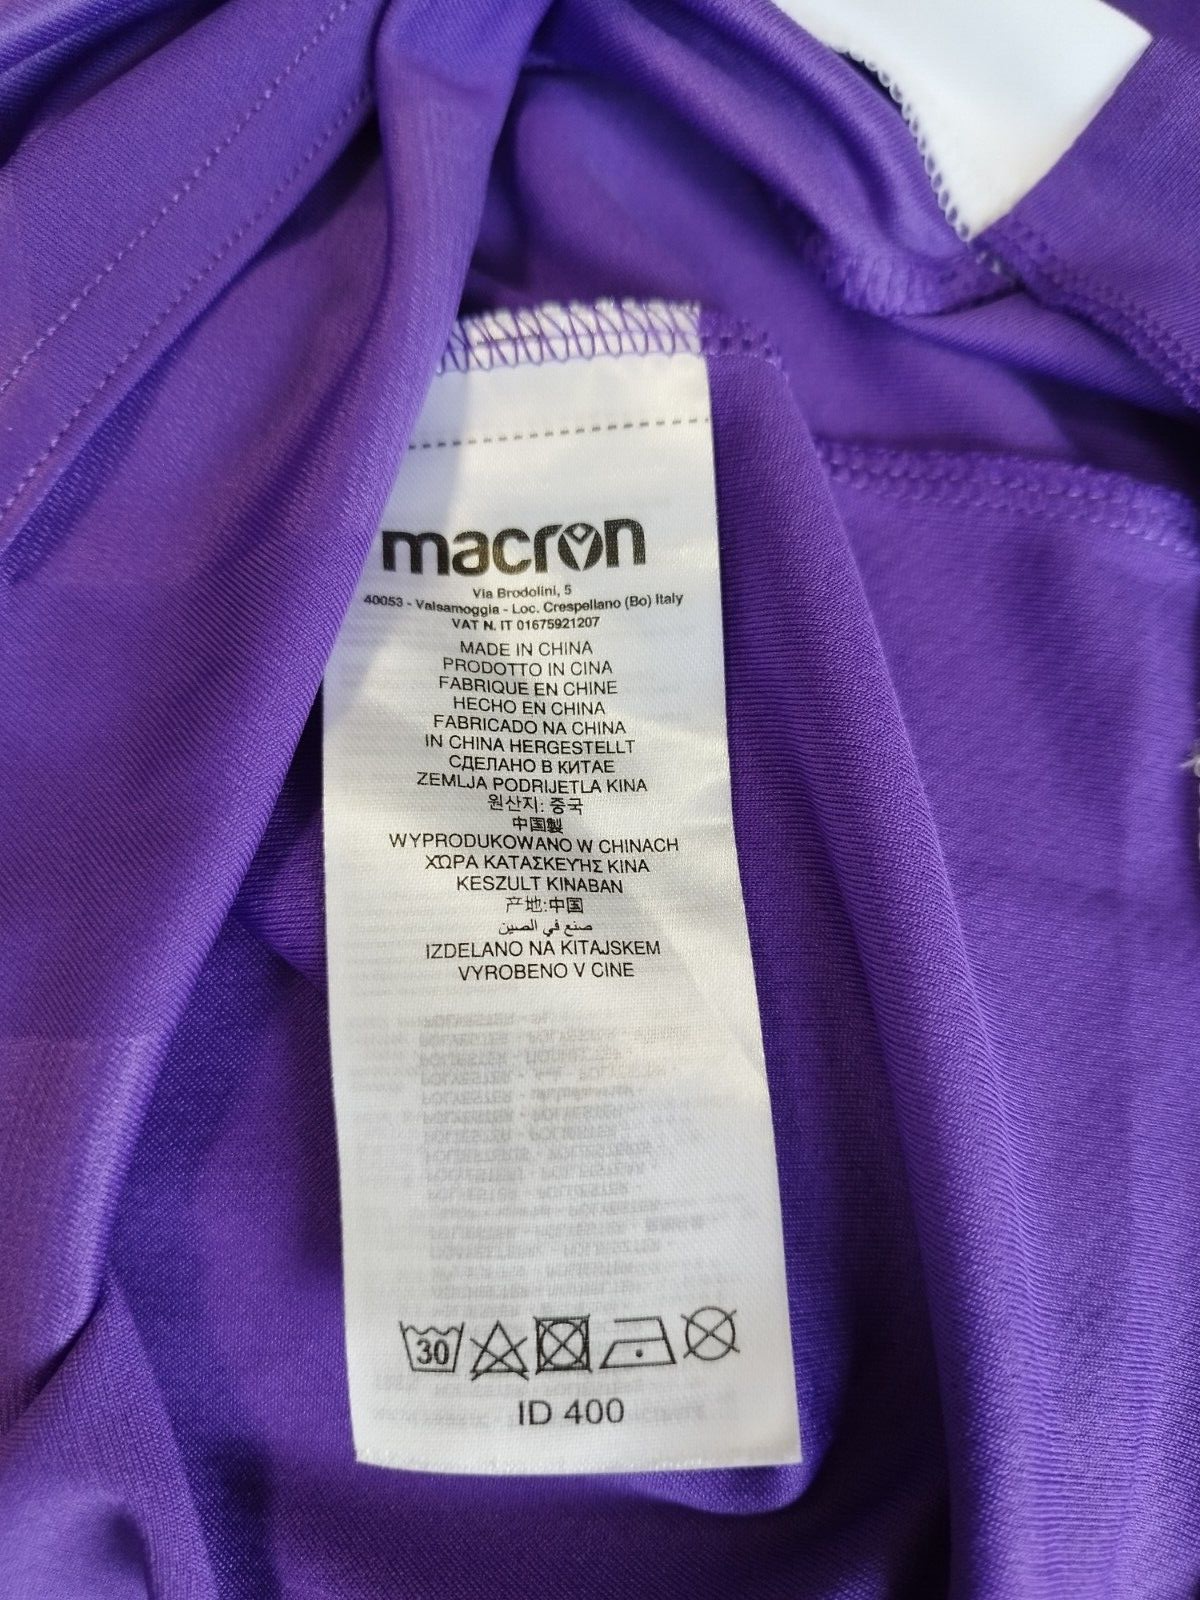 macron
Via Brodolini, 5
40053 - Valsamoggia - Loc. Crespellano (Bo) Italy
VAT N. IT 01675921207
MADE IN CHINA
PRODOTTO IN CINA
FABRIQUE EN CHINE
HECHO EN CHINA
FABRICADO NA CHINA
IN CHINA HERGESTELLT
СДЕЛАНО В КИТАЕ
ZEMLJA PODRIJETLA KINA
원산지: 중국
中国製
WYPRODUKOWANO W CHINACH
ΧΩΡΑ ΚΑΤΑΣΚΕΥΗΣ ΚΙΝΑ
KESZULT KINABAN
产地:中国
صنع في الصين
IZDELANO NA KITAJSKEM
VYROBENO V CINE
30
ID 400